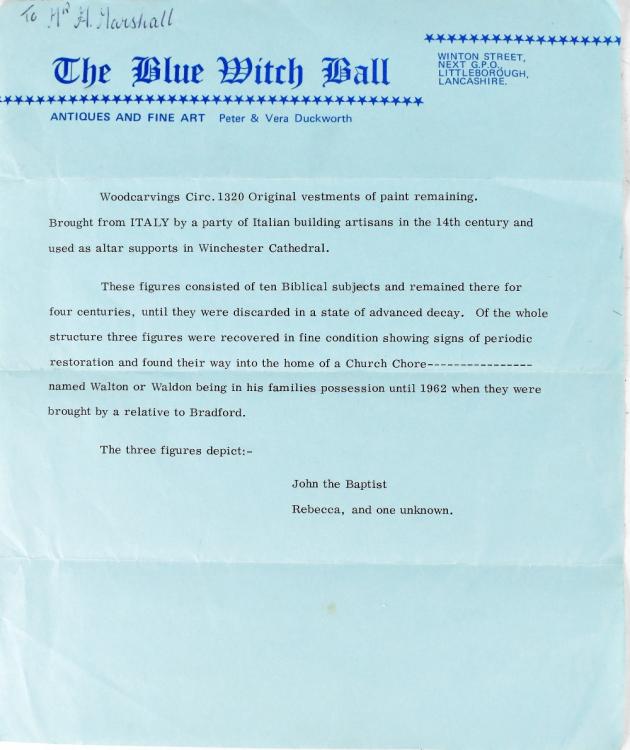 To Mr H. Marshall
The Blue Witch Ball
WINTON STREET,
NEXT G.P.O.,
LITTLEBOROUGH,
LANCASHIRE.
ANTIQUES AND FINE ART Peter & Vera Duckworth
Woodcarvings Circ.1320 Original vestments of paint remaining.
Brought from ITALY by a party of Italian building artisans in the 14th century and
used as altar supports in Winchester Cathedral.
These figures consisted of ten Biblical subjects and remained there for
four centuries, until they were discarded in a state of advanced decay. Of the whole
structure three figures were recovered in fine condition showing signs of periodic
restoration and found their way into the home of a Church Chore----------------
named Walton or Waldon being in his families possession until 1962 when they were
brought by a relative to Bradford.
The three figures depict:-
John the Baptist
Rebecca, and one unknown.